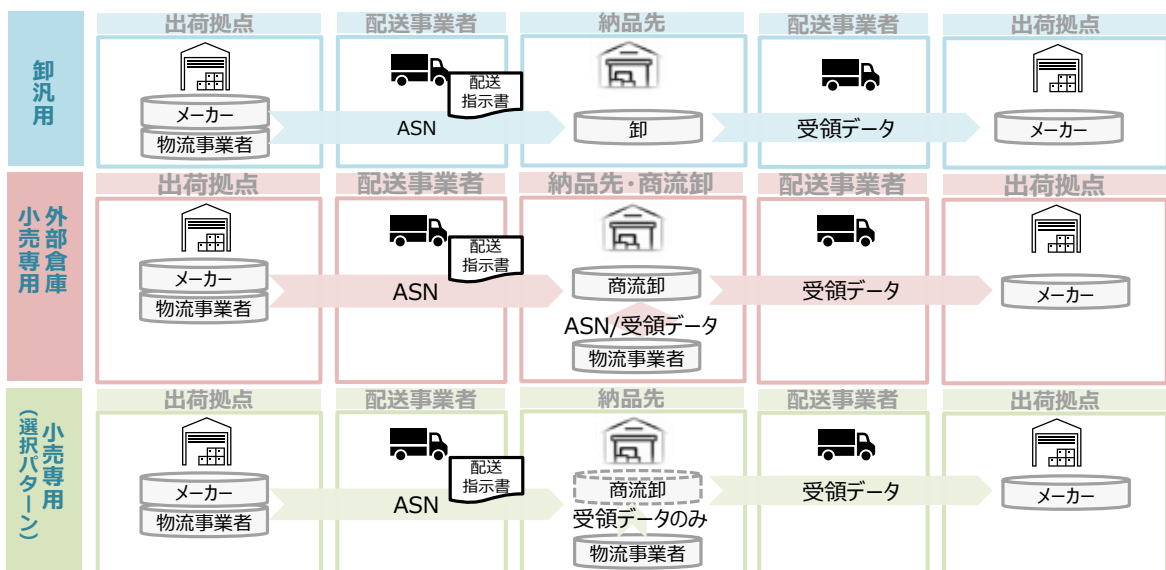 卸汎用
出荷拠点
配送事業者
納品先
配送事業者
出荷拠点
メーカー
物流事業者
配送
指示書
ASN
卸
受領データ
メーカー
外部倉庫
小売専用
出荷拠点
配送事業者
納品先・商流卸
配送事業者
出荷拠点
メーカー
物流事業者
配送
指示書
ASN
商流卸
ASN/受領データ
物流事業者
受領データ
メーカー
小売専用
(選択パターン)
出荷拠点
配送事業者
納品先
配送事業者
出荷拠点
メーカー
物流事業者
配送
指示書
ASN
商流卸
受領データのみ
物流事業者
受領データ
メーカー